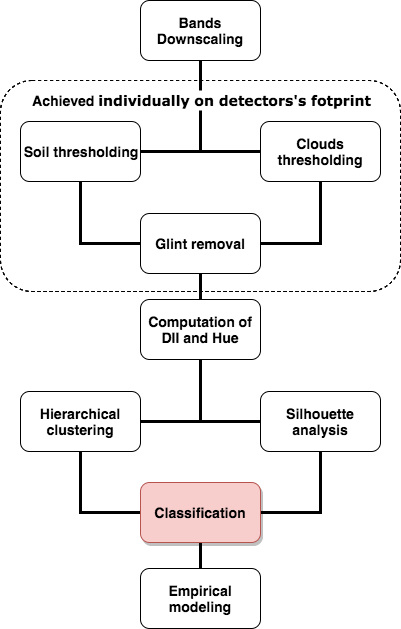 Bands
Downscaling
Achieved individually on detectors's fotprint
Soil thresholding
Clouds
thresholding
Glint removal
Computation of
DII and Hue
Hierarchical
clustering
Silhouette
analysis
Classification
Empirical
modeling